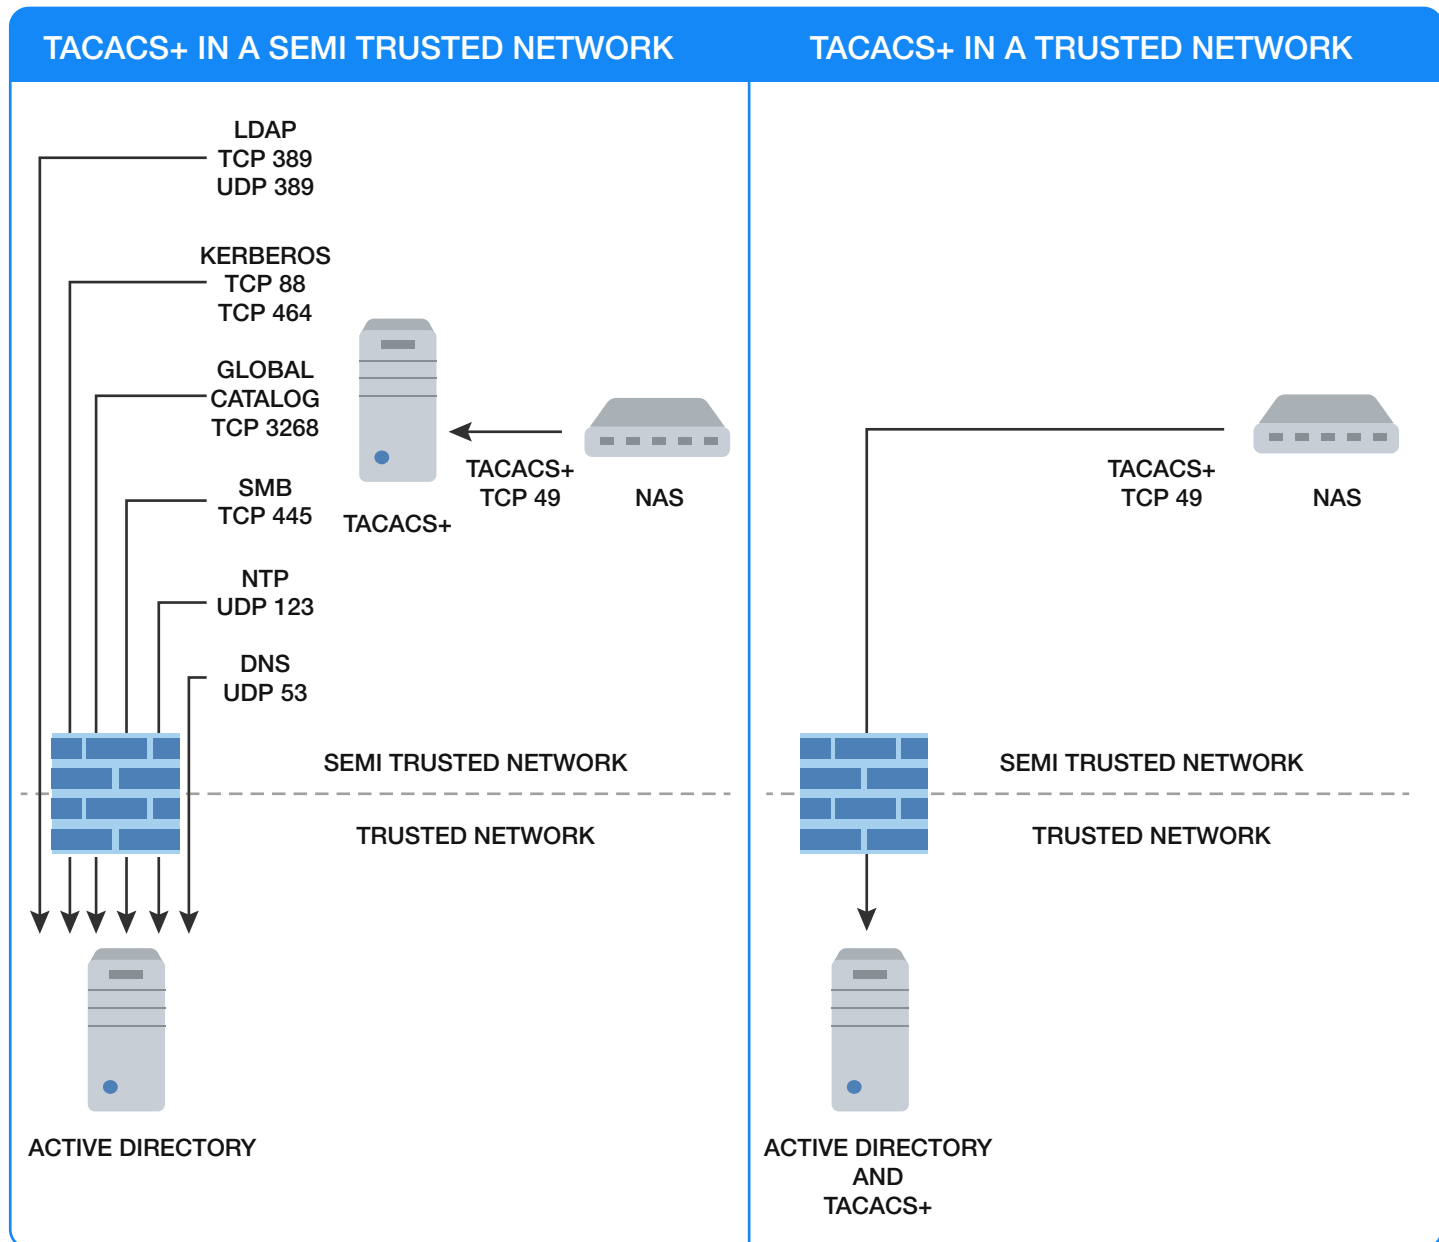 TACACS+ IN A SEMI TRUSTED NETWORK
LDAP
TCP 389
UDP 389
KERBEROS
TCP 88
TCP 464
GLOBAL
CATALOG
TCP 3268
SMB
TCP 445
NTP
UDP 123
DNS
UDP 53
TACACS+
TACACS+
TCP 49
NAS
SEMI TRUSTED NETWORK
TRUSTED NETWORK
ACTIVE DIRECTORY
TACACS+ IN A TRUSTED NETWORK
TACACS+
TCP 49
NAS
SEMI TRUSTED NETWORK
TRUSTED NETWORK
ACTIVE DIRECTORY
AND
TACACS+